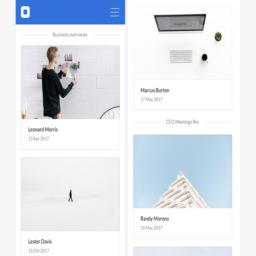 Business overviews
Leonard Morris
13 Apr 2017
Lester Davis
15 Oct 2017
Marcus Burton
17 May 2017
CEO Meetings Rio
Randy Moreno
19 May 2017